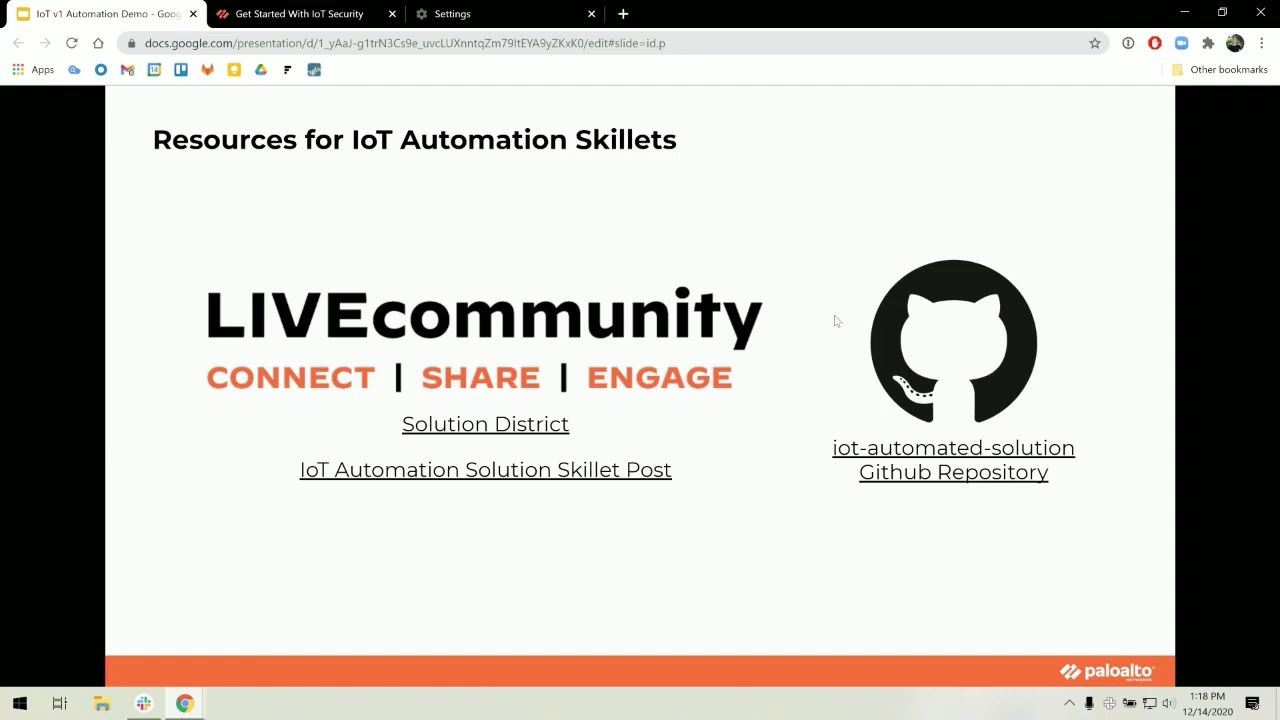 IoT v1 Automation Demo - Goog
Get Started With IoT Security
Settings
docs.google.com/presentation/d/1_yAaJ-g1trN3Cs9e_uvcLUXnntqZm79ltEYA9yZKxK0/edit#slide=id.p
Apps
Other bookmarks
Resources for IoT Automation Skillets
LIVEcommunity
CONNECT | SHARE | ENGAGE
Solution District
IoT Automation Solution Skillet Post
iot-automated-solution
Github Repository
paloalto
NETWORKS
1:18 PM
12/14/2020